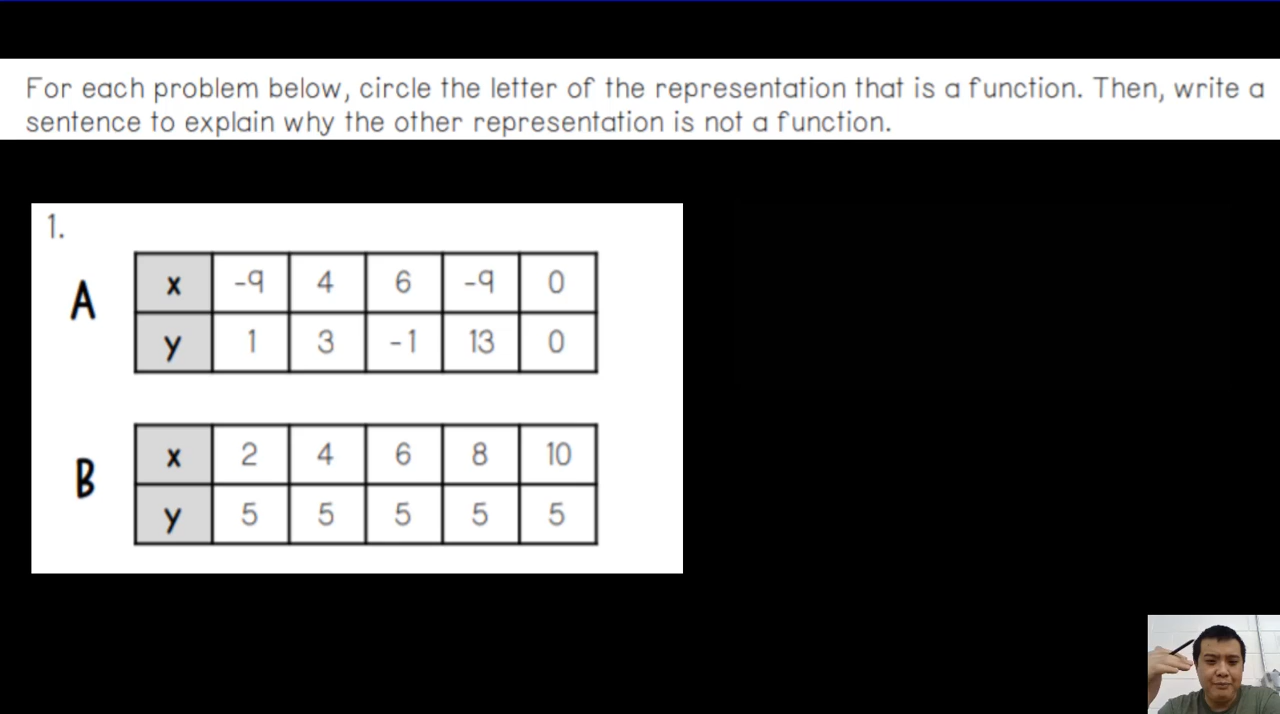 For each problem below, circle the letter of the representation that is a function. Then, write a
sentence to explain why the other representation is not a function.
1.
A
x -9 4 6 -9 0
y 1 3 -1 13 0
B
x 2 4 6 8 10
y 5 5 5 5 5